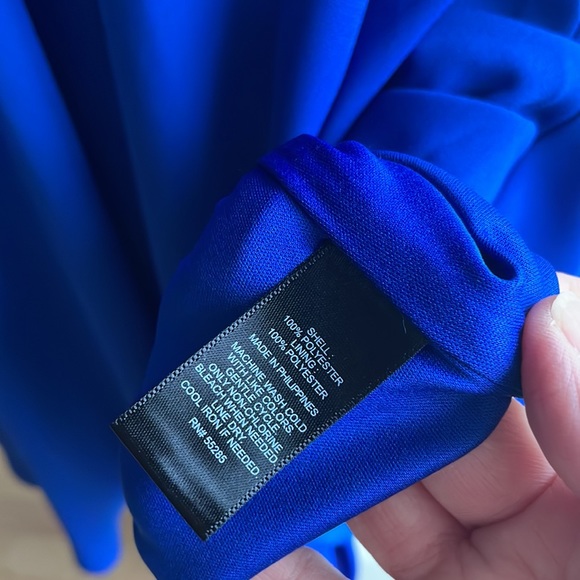 SHELL :
100% POLYESTER
LINING :
100% POLYESTER
MADE IN PHILIPPINES
MACHINE WASH COLD
WITH LIKE COLORS
GENTLE CYCLE
ONLY NON-CHLORINE
BLEACH WHEN NEEDED
LINE DRY
COOL IRON IF NEEDED
RN# 55285